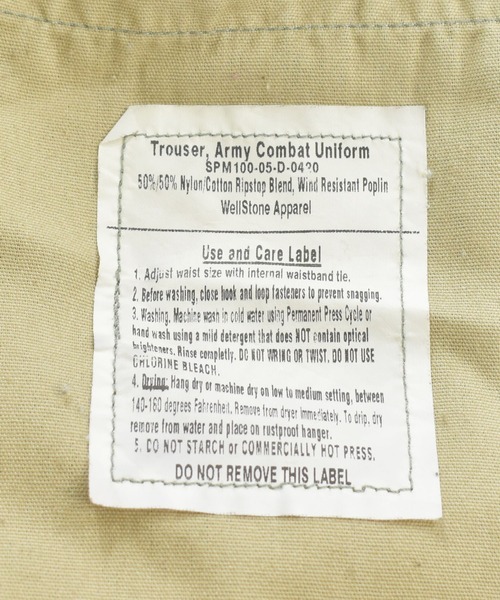 Trouser, Army Combat Uniform
SPM100-05-D-0420
50%/50% Nylon/Cotton Ripstop Blend, Wind Resistant Poplin
WellStone Apparel
Use and Care Label
1. Adjust waist size with internal waistband tie.
2. Before washing, close hook and loop fasteners to prevent snagging.
3. Washing, Machine wash in cold water using Permanent Press Cycle or
hand wash using a mild detergent that does NOT contain optical
brighteners. Rinse completly. DO NOT WRING OR TWIST. DO NOT USE
CHLORINE BLEACH.
4. Drying: Hang dry or machine dry on low to medium setting, between
140-160 degrees Fahrenheit. Remove from dryer immediately. To drip, dry
remove from water and place on rustproof hanger.
5. DO NOT STARCH or COMMERCIALLY HOT PRESS.
DO NOT REMOVE THIS LABEL